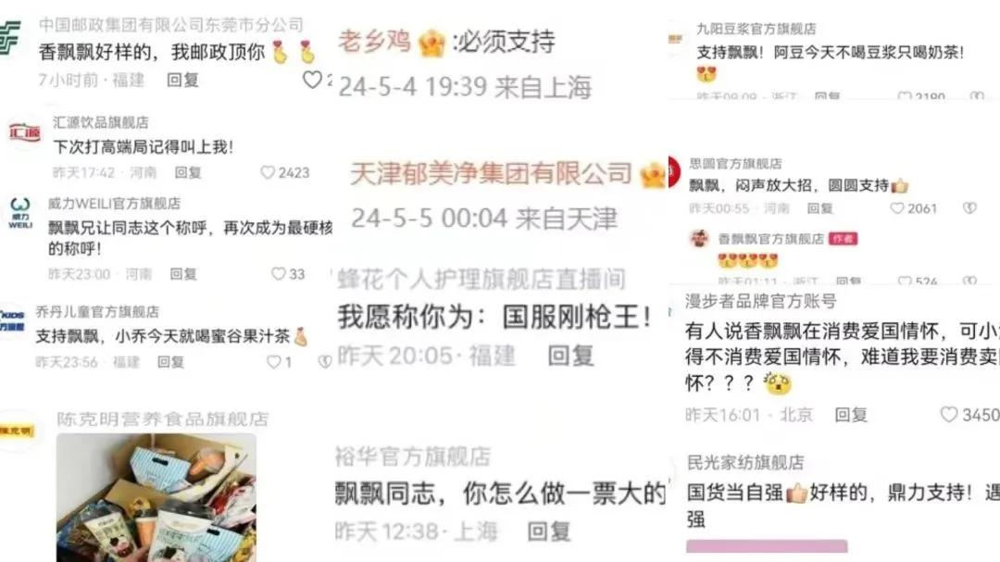 中国邮政集团有限公司东莞市分公司
香飘飘好样的，我邮政顶你🫰🫰
7小时前·福建 回复
汇源
汇源饮品旗舰店
下次打高端局记得叫上我！
昨天17:42·河南 回复 2423
威力
WEILI
威力WEILI官方旗舰店
飘飘兄让同志这个称呼，再次成为最硬核
的称呼！
昨天23:00·河南 回复 33
KIDS
乔丹儿童官方旗舰店
支持飘飘，小乔今天就喝蜜谷果汁茶🫰
昨天23:56·福建 回复 1
陈克明营养食品旗舰店
老乡鸡:必须支持
24-5-4 19:39 来自上海
天津郁美净集团有限公司
24-5-5 00:04 来自天津
蜂花个人护理旗舰店直播间
我愿称你为：国服刚枪王！
昨天20:05·福建 回复
裕华官方旗舰店
飘飘同志，你怎么做一票大的
昨天12:38·上海 回复
九阳豆浆官方旗舰店
支持飘飘！阿豆今天不喝豆浆只喝奶茶！
😍
昨天09:09·浙江 回复 2190
思圆官方旗舰店
飘飘，闷声放大招，圆圆支持👍
昨天00:55·河南 回复 2061
香飘飘官方旗舰店 作者
😍😍😍😍
昨天01:11·浙江 回复 524
漫步者品牌官方账号
有人说香飘飘在消费爱国情怀，可小
得不消费爱国情怀，难道我要消费卖
怀？？？
昨天16:01·北京 回复 3450
民光家纺旗舰店
国货当自强👍好样的，鼎力支持！遇
强